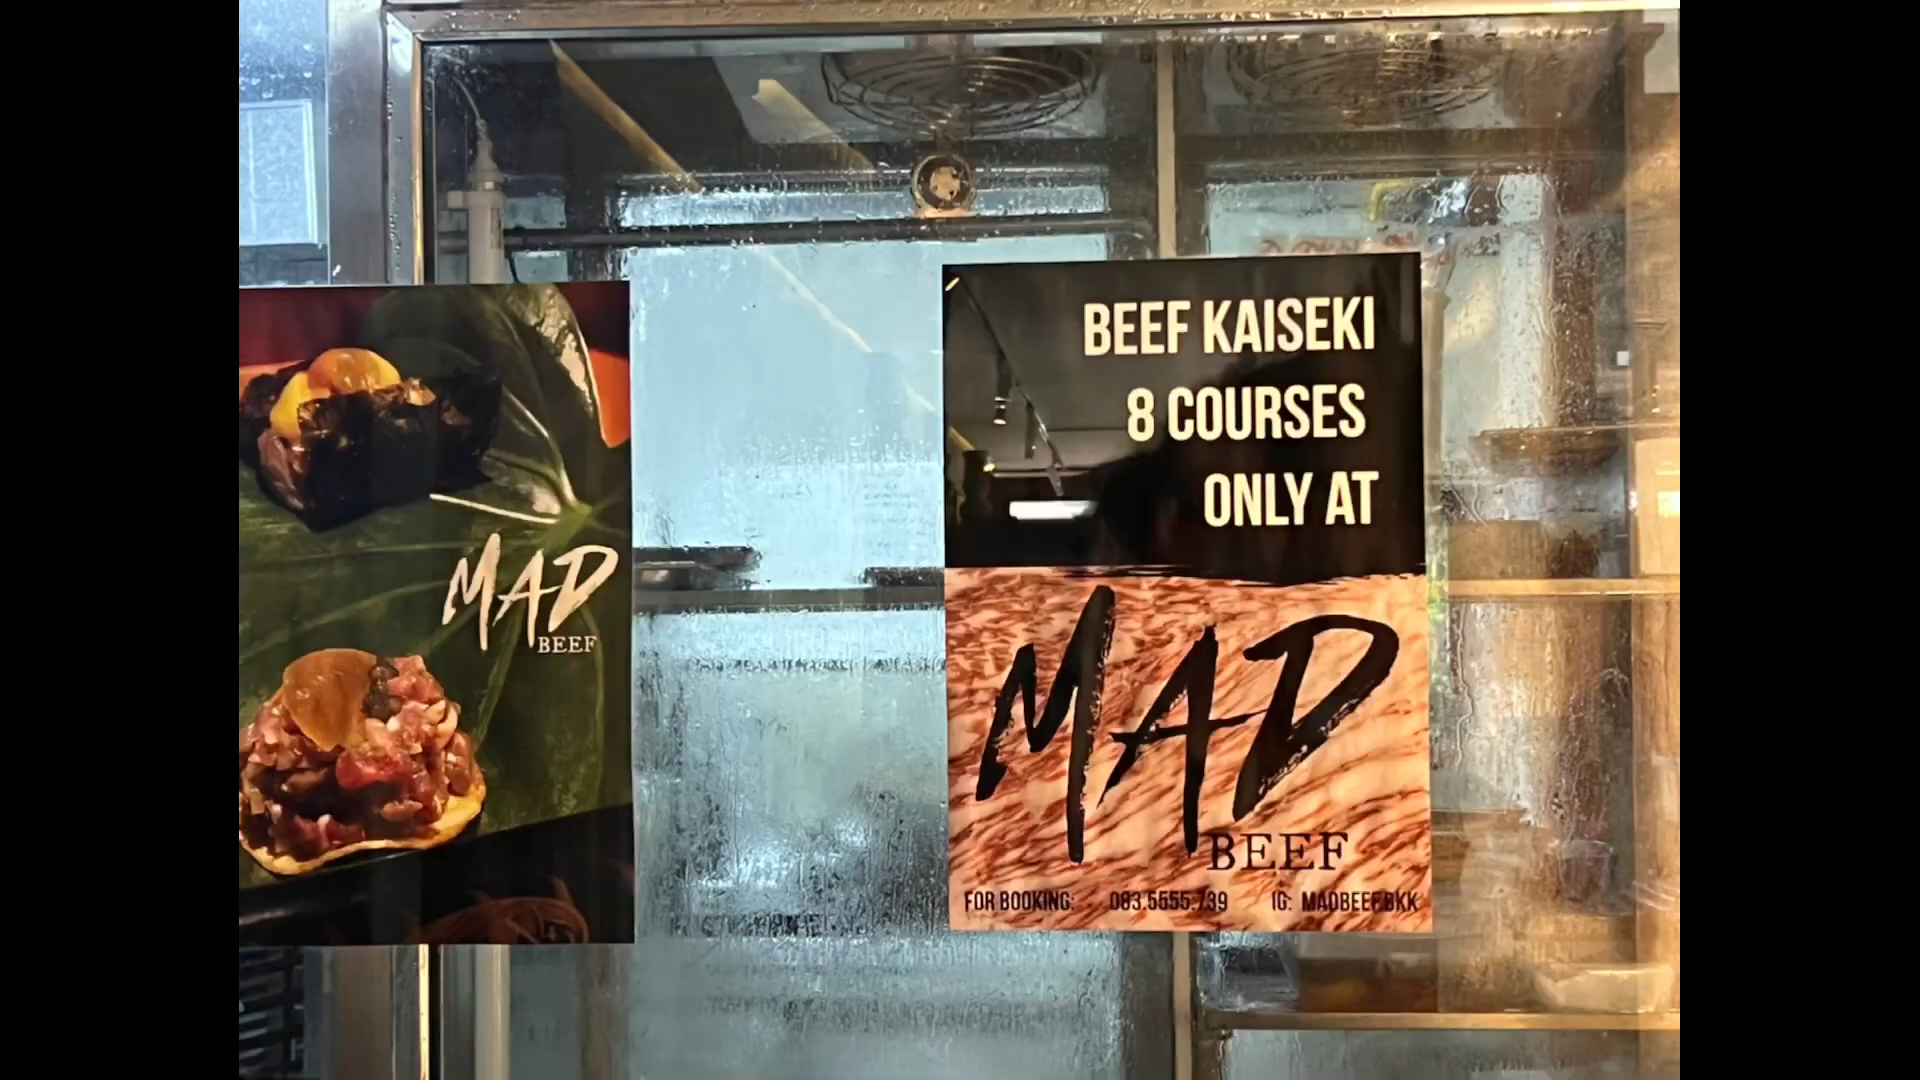 MAD
BEEF
BEEF KAISEKI
8 COURSES
ONLY AT
MAD
BEEF
FOR BOOKING: 083.5555.739 IG: MADBEEF.BKK